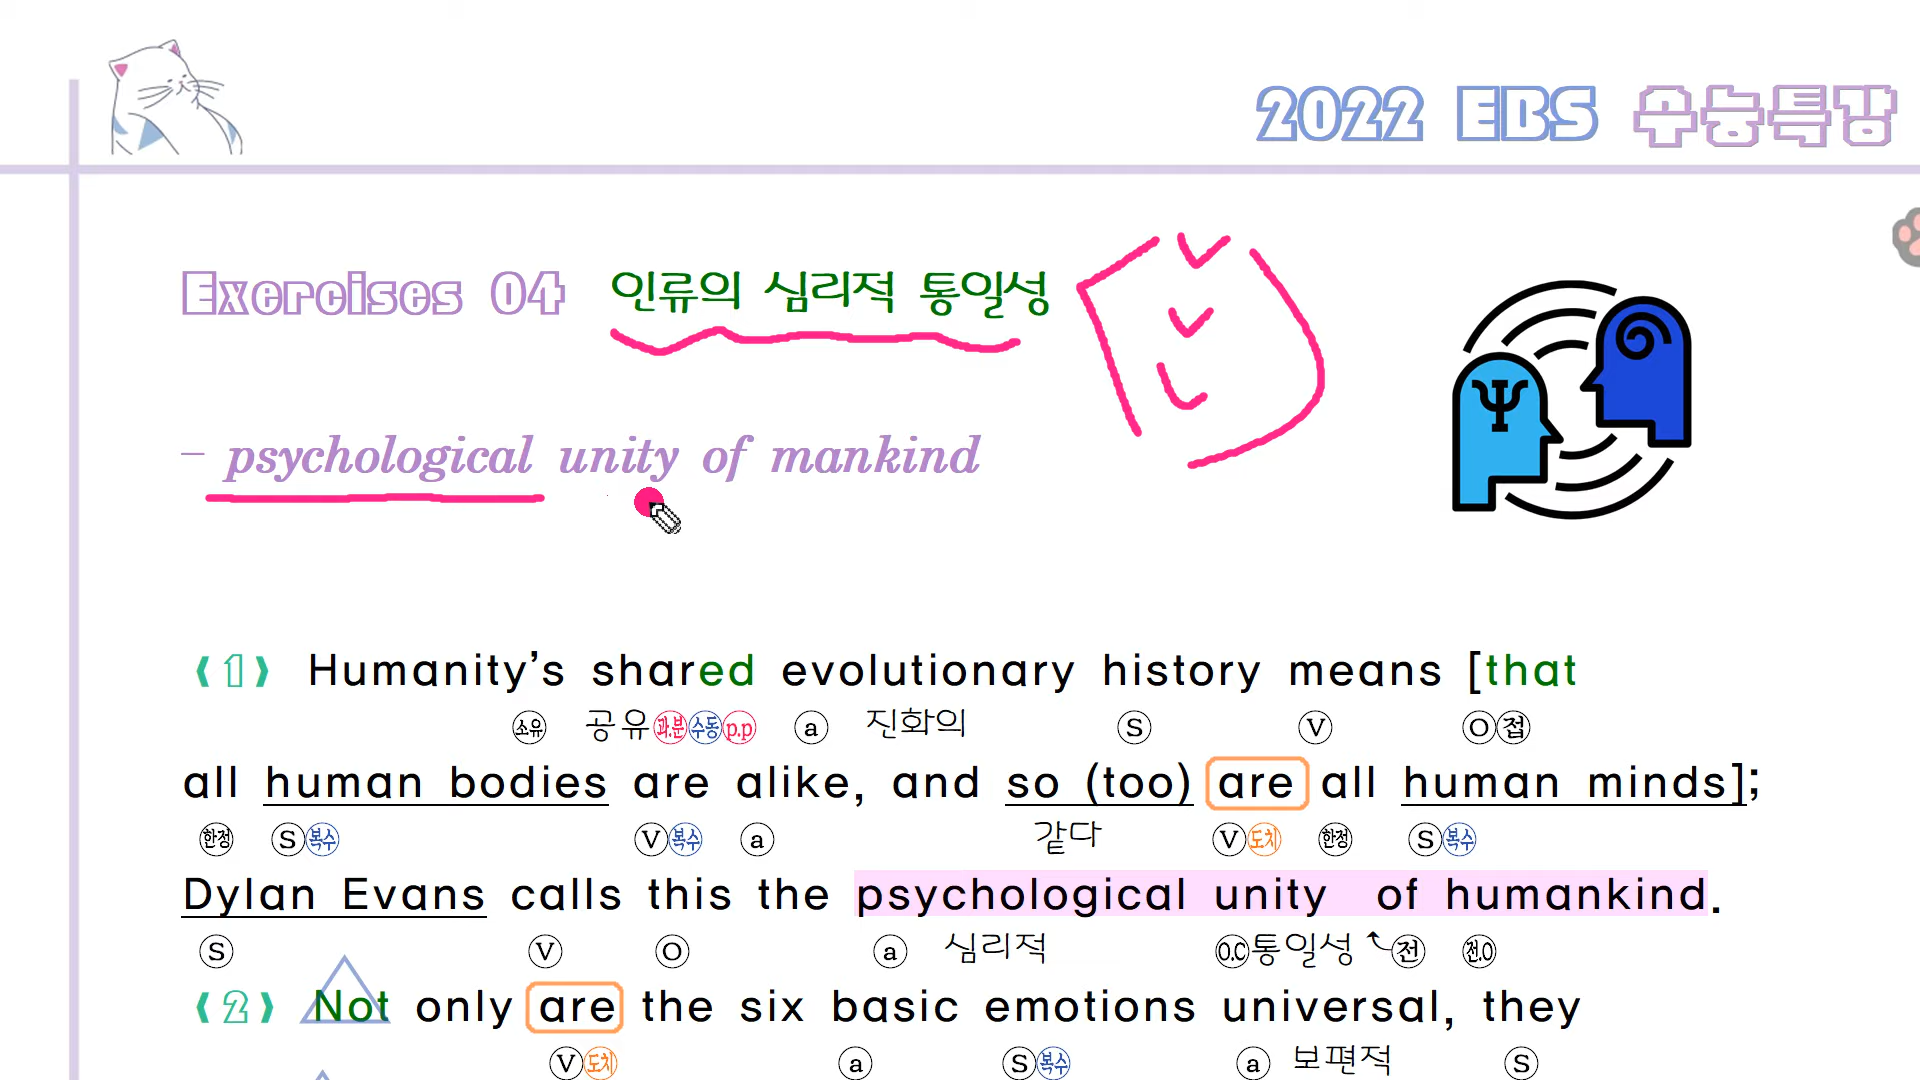 2022 EBS 수능특강
Exercises 04 인류의 심리적 통일성
- psychological unity of mankind
(1) Humanity's shared evolutionary history means [that
소유 공유 과.분 수동 p.p a 진화의 S V O 접
all human bodies are alike, and so (too) are all human minds];
한정 S 복수 V 복수 a 같다 V 도치 한정 S 복수
Dylan Evans calls this the psychological unity of humankind.
S V O a 심리적 O.C 통일성 전 전.O
(2) Not only are the six basic emotions universal, they
V 도치 a S 복수 a 보편적 S